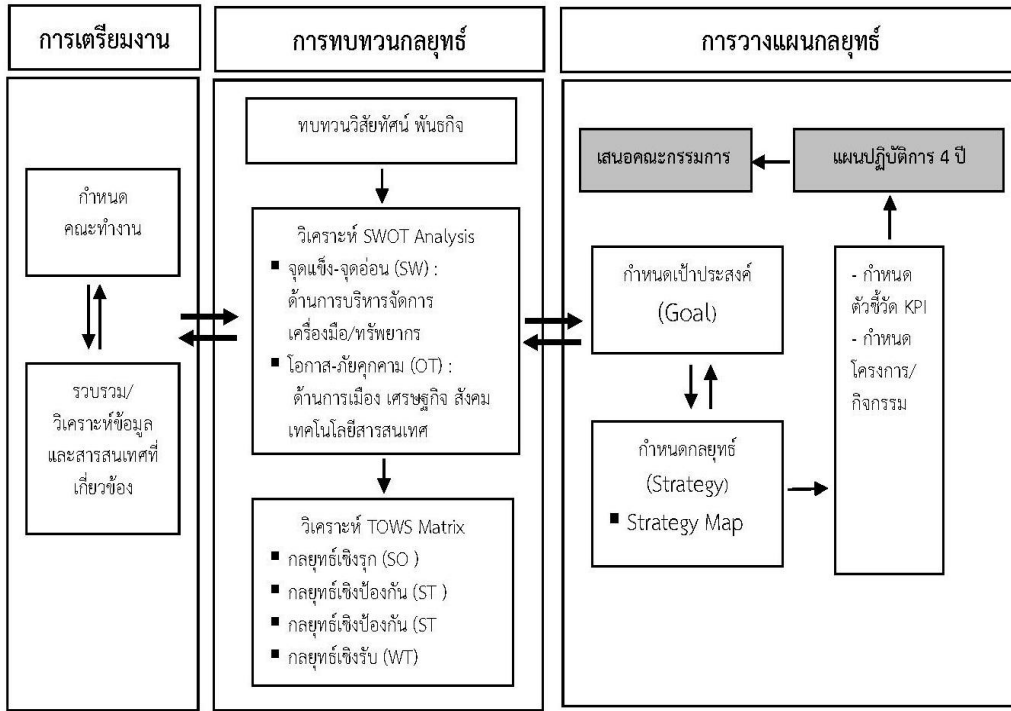 การเตรียมงาน
การทบทวนกลยุทธ์
การวางแผนกลยุทธ์
กำหนด
คณะทำงาน
รวบรวม/
วิเคราะห์ข้อมูล
และสารสนเทศที่
เกี่ยวข้อง
ทบทวนวิสัยทัศน์ พันธกิจ
วิเคราะห์ SWOT Analysis
▪ จุดแข็ง-จุดอ่อน (SW) :
ด้านการบริหารจัดการ
เครื่องมือ/ทรัพยากร
▪ โอกาส-ภัยคุกคาม (OT) :
ด้านการเมือง เศรษฐกิจ สังคม
เทคโนโลยีสารสนเทศ
วิเคราะห์ TOWS Matrix
▪ กลยุทธ์เชิงรุก (SO )
▪ กลยุทธ์เชิงป้องกัน (ST )
▪ กลยุทธ์เชิงป้องกัน (ST
▪ กลยุทธ์เชิงรับ (WT)
เสนอคณะกรรมการ
แผนปฏิบัติการ 4 ปี
กำหนดเป้าประสงค์
(Goal)
กำหนดกลยุทธ์
(Strategy)
▪ Strategy Map
- กำหนด
ตัวชี้วัด KPI
- กำหนด
โครงการ/
กิจกรรม